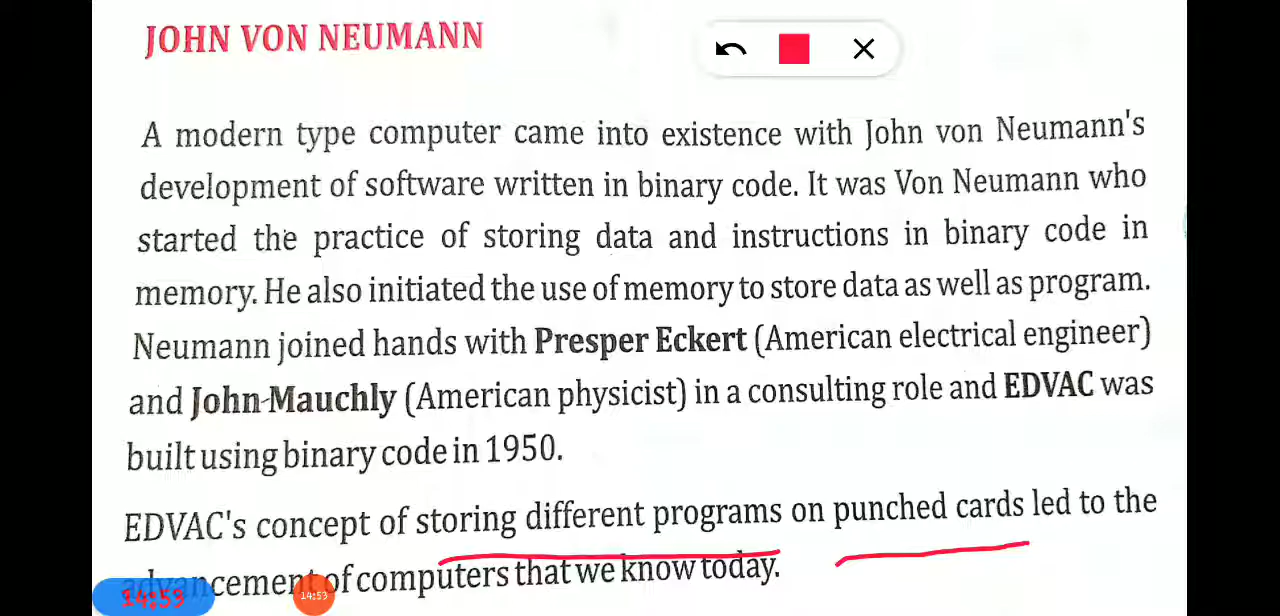 JOHN VON NEUMANN
A modern type computer came into existence with John von Neumann's
development of software written in binary code. It was Von Neumann who
started the practice of storing data and instructions in binary code in
memory. He also initiated the use of memory to store data as well as program.
Neumann joined hands with Presper Eckert (American electrical engineer)
and John Mauchly (American physicist) in a consulting role and EDVAC was
built using binary code in 1950.
EDVAC's concept of storing different programs on punched cards led to the
advancement of computers that we know today.
14:53
14:53